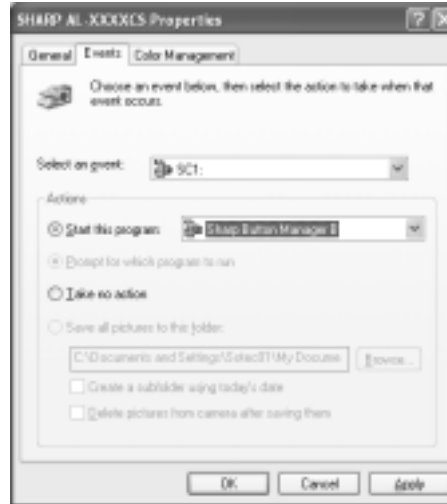 SHARP AL-XXXXCS Properties
General Events Color Management
Choose an event below, then select the action to take when that
event occurs.
Select an event: SC1:
Actions
Start this program: Sharp Button Manager B
Prompt for which program to run
Take no action
Save all pictures to this folder:
C:\Documents and Settings\Sotec01\My Docume Browse...
Create a subfolder using today's date
Delete pictures from camera after saving them
OK Cancel Apply